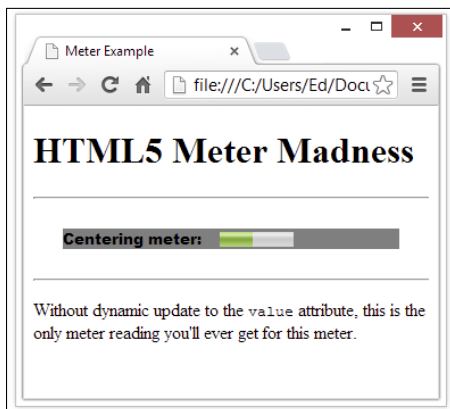 Meter Example
file:///C:/Users/Ed/Docu
HTML5 Meter Madness
Centering meter:
Without dynamic update to the value attribute, this is the
only meter reading you'll ever get for this meter.